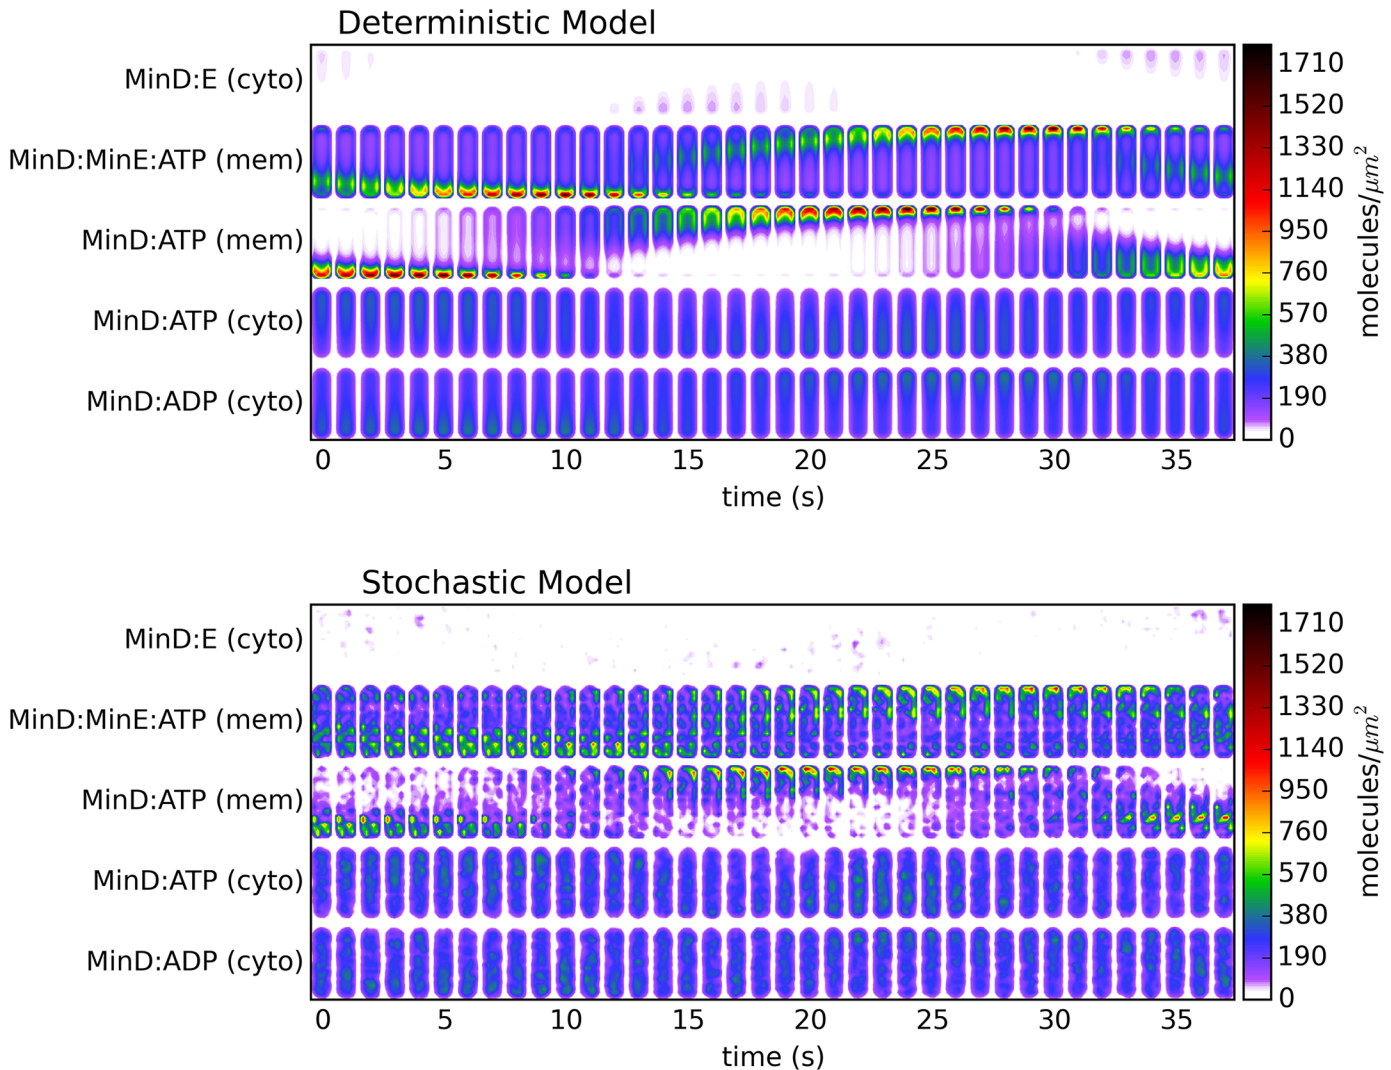 Deterministic Model
MinD:E (cyto)
MinD:MinE:ATP (mem)
MinD:ATP (mem)
MinD:ATP (cyto)
MinD:ADP (cyto)
0 5 10 15 20 25 30 35
time (s)
1710
1520
1330
1140
950
760
570
380
190
0
molecules/μm²
Stochastic Model
MinD:E (cyto)
MinD:MinE:ATP (mem)
MinD:ATP (mem)
MinD:ATP (cyto)
MinD:ADP (cyto)
0 5 10 15 20 25 30 35
time (s)
1710
1520
1330
1140
950
760
570
380
190
0
molecules/μm²